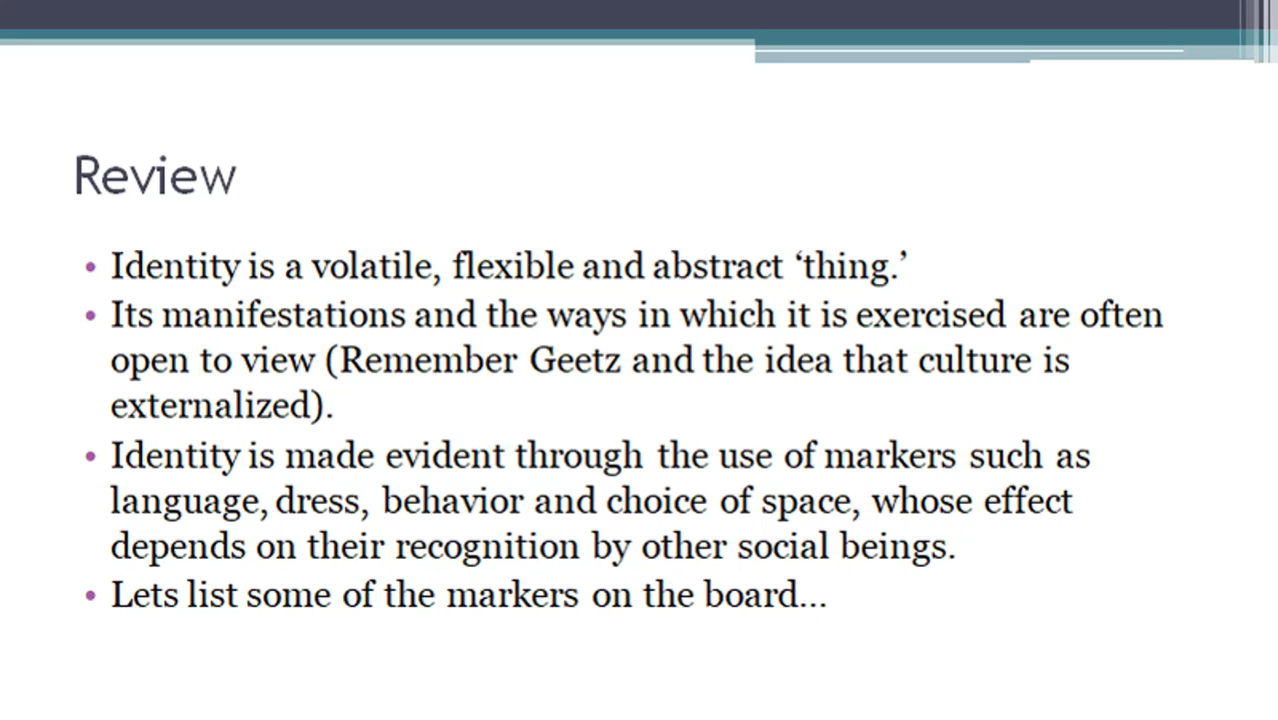 Review
• Identity is a volatile, flexible and abstract ‘thing.’
• Its manifestations and the ways in which it is exercised are often
open to view (Remember Geetz and the idea that culture is
externalized).
• Identity is made evident through the use of markers such as
language, dress, behavior and choice of space, whose effect
depends on their recognition by other social beings.
• Lets list some of the markers on the board...